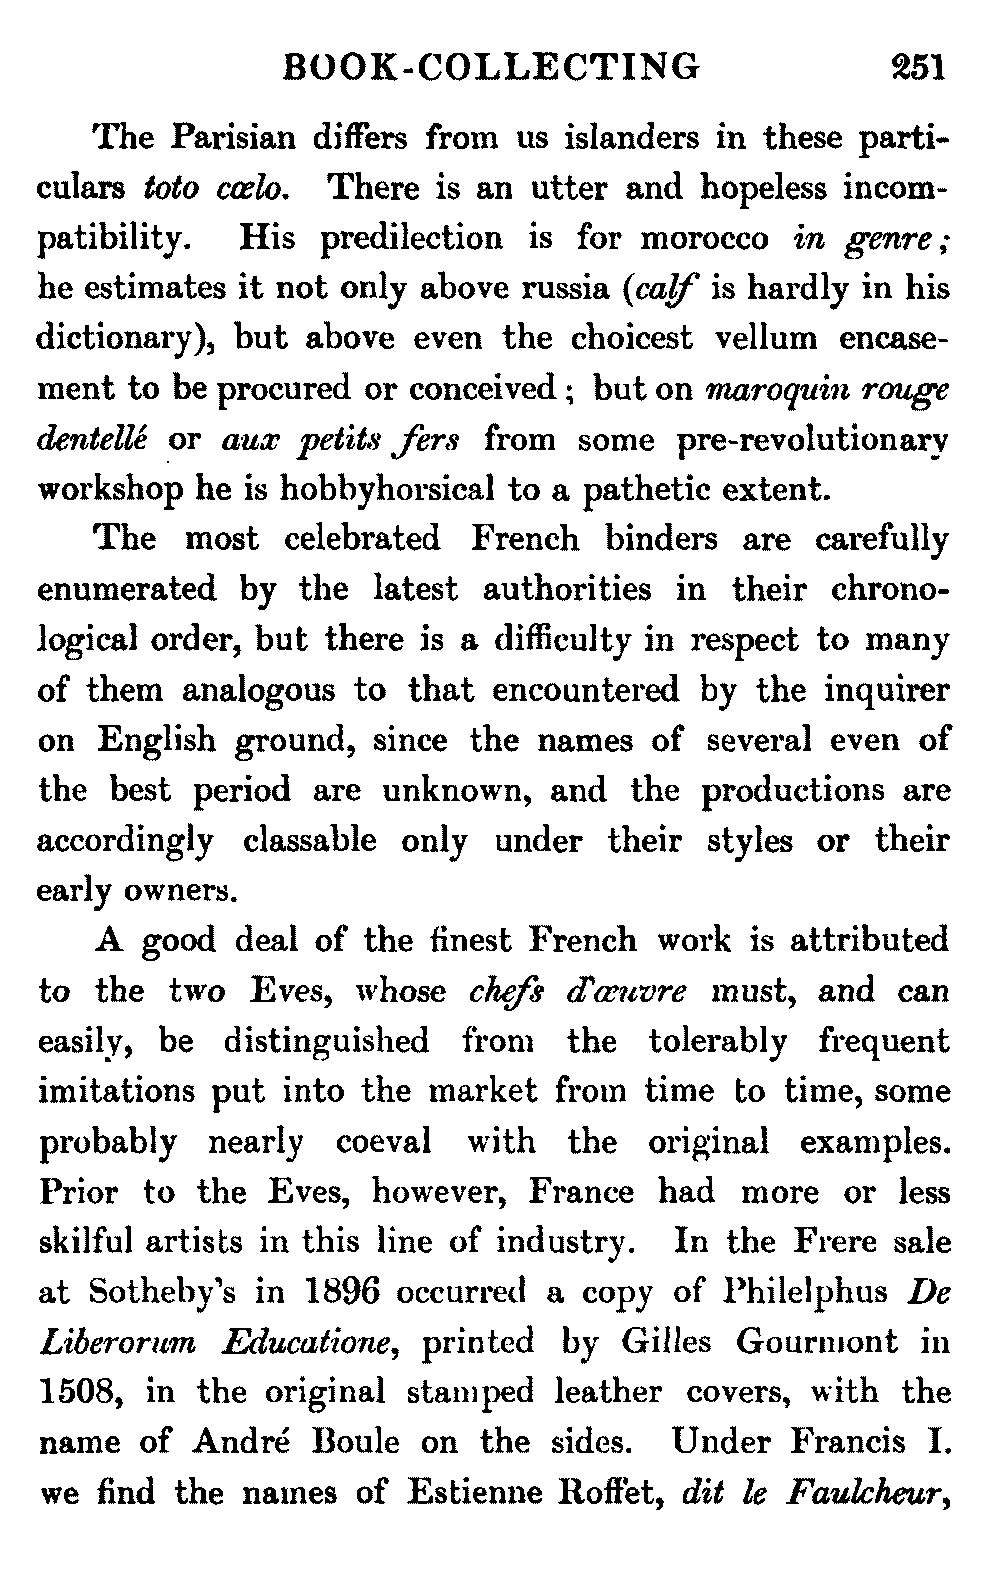 BOOK-COLLECTING 251
The Parisian differs from us islanders in these parti-
culars toto cœlo. There is an utter and hopeless incom-
patibility. His predilection is for morocco in genre;
he estimates it not only above russia (calf is hardly in his
dictionary), but above even the choicest vellum encase-
ment to be procured or conceived; but on maroquin rouge
dentellé or aux petits fers from some pre-revolutionary
workshop he is hobbyhorsical to a pathetic extent.
The most celebrated French binders are carefully
enumerated by the latest authorities in their chrono-
logical order, but there is a difficulty in respect to many
of them analogous to that encountered by the inquirer
on English ground, since the names of several even of
the best period are unknown, and the productions are
accordingly classable only under their styles or their
early owners.
A good deal of the finest French work is attributed
to the two Eves, whose chefs d'œuvre must, and can
easily, be distinguished from the tolerably frequent
imitations put into the market from time to time, some
probably nearly coeval with the original examples.
Prior to the Eves, however, France had more or less
skilful artists in this line of industry. In the Frere sale
at Sotheby's in 1896 occurred a copy of Philelphus De
Liberorum Educatione, printed by Gilles Gourmont in
1508, in the original stamped leather covers, with the
name of André Boule on the sides. Under Francis I.
we find the names of Estienne Roffet, dit le Faulcheur,